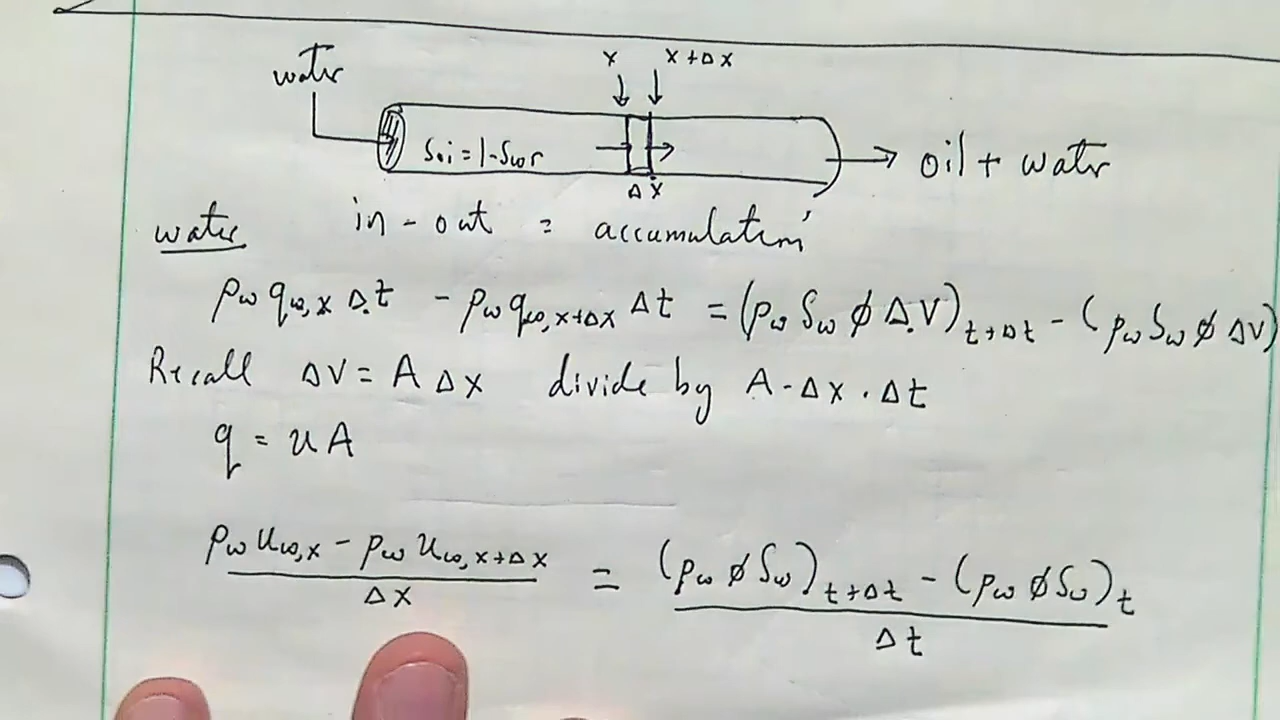 water
x x+Δx
Soi = 1-Swr
Δx
oil + water
water in - out = accumulation
ρw qw,x Δt - ρw qw,x+Δx Δt = (ρw Sw ϕ ΔV)t+Δt - (ρw Sw ϕ ΔV)
Recall ΔV = A Δx divide by A·Δx·Δt
q = uA
ρw uw,x - ρw uw,x+Δx = (ρw ϕ Sw)t+Δt - (ρw ϕ Sw)t
Δx Δt